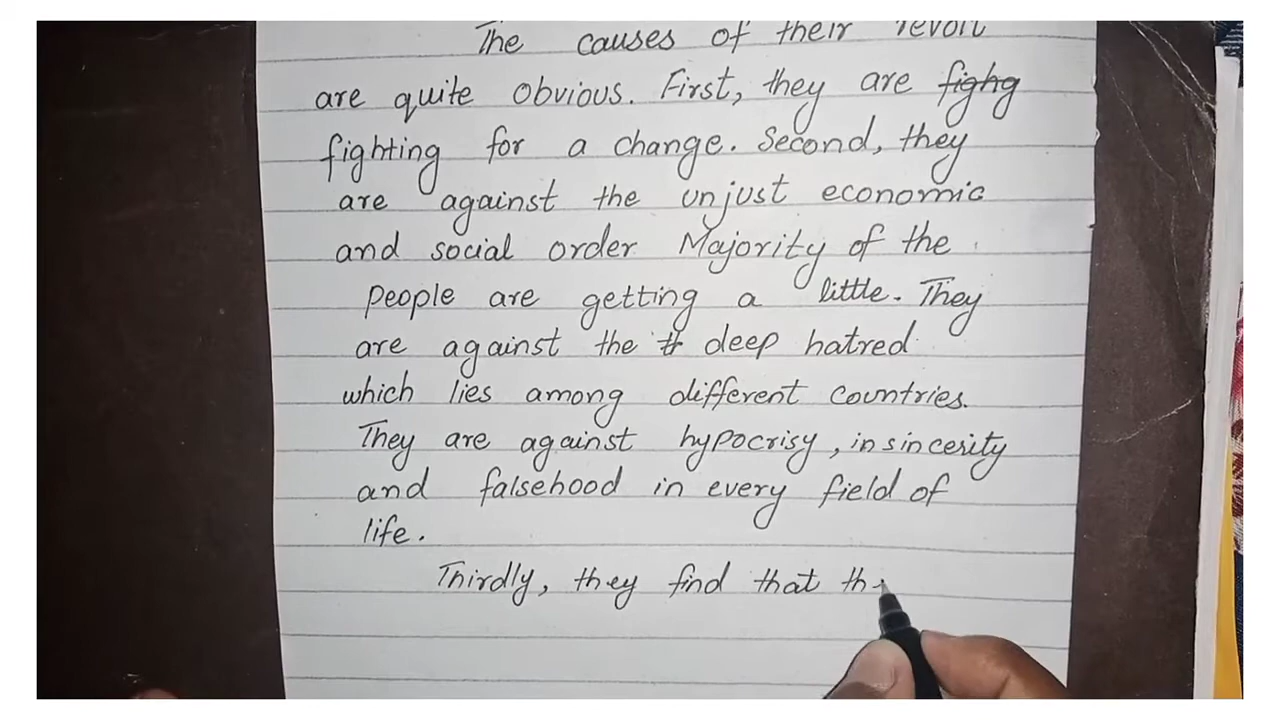 The causes of their revolt
are quite obvious. First, they are fighg
fighting for a change. Second, they
are against the unjust economic
and social order. Majority of the
people are getting a little. They
are against the # deep hatred
which lies among different countries.
They are against hypocrisy, insincerity
and falsehood in every field of
life.
Thirdly, they find that th